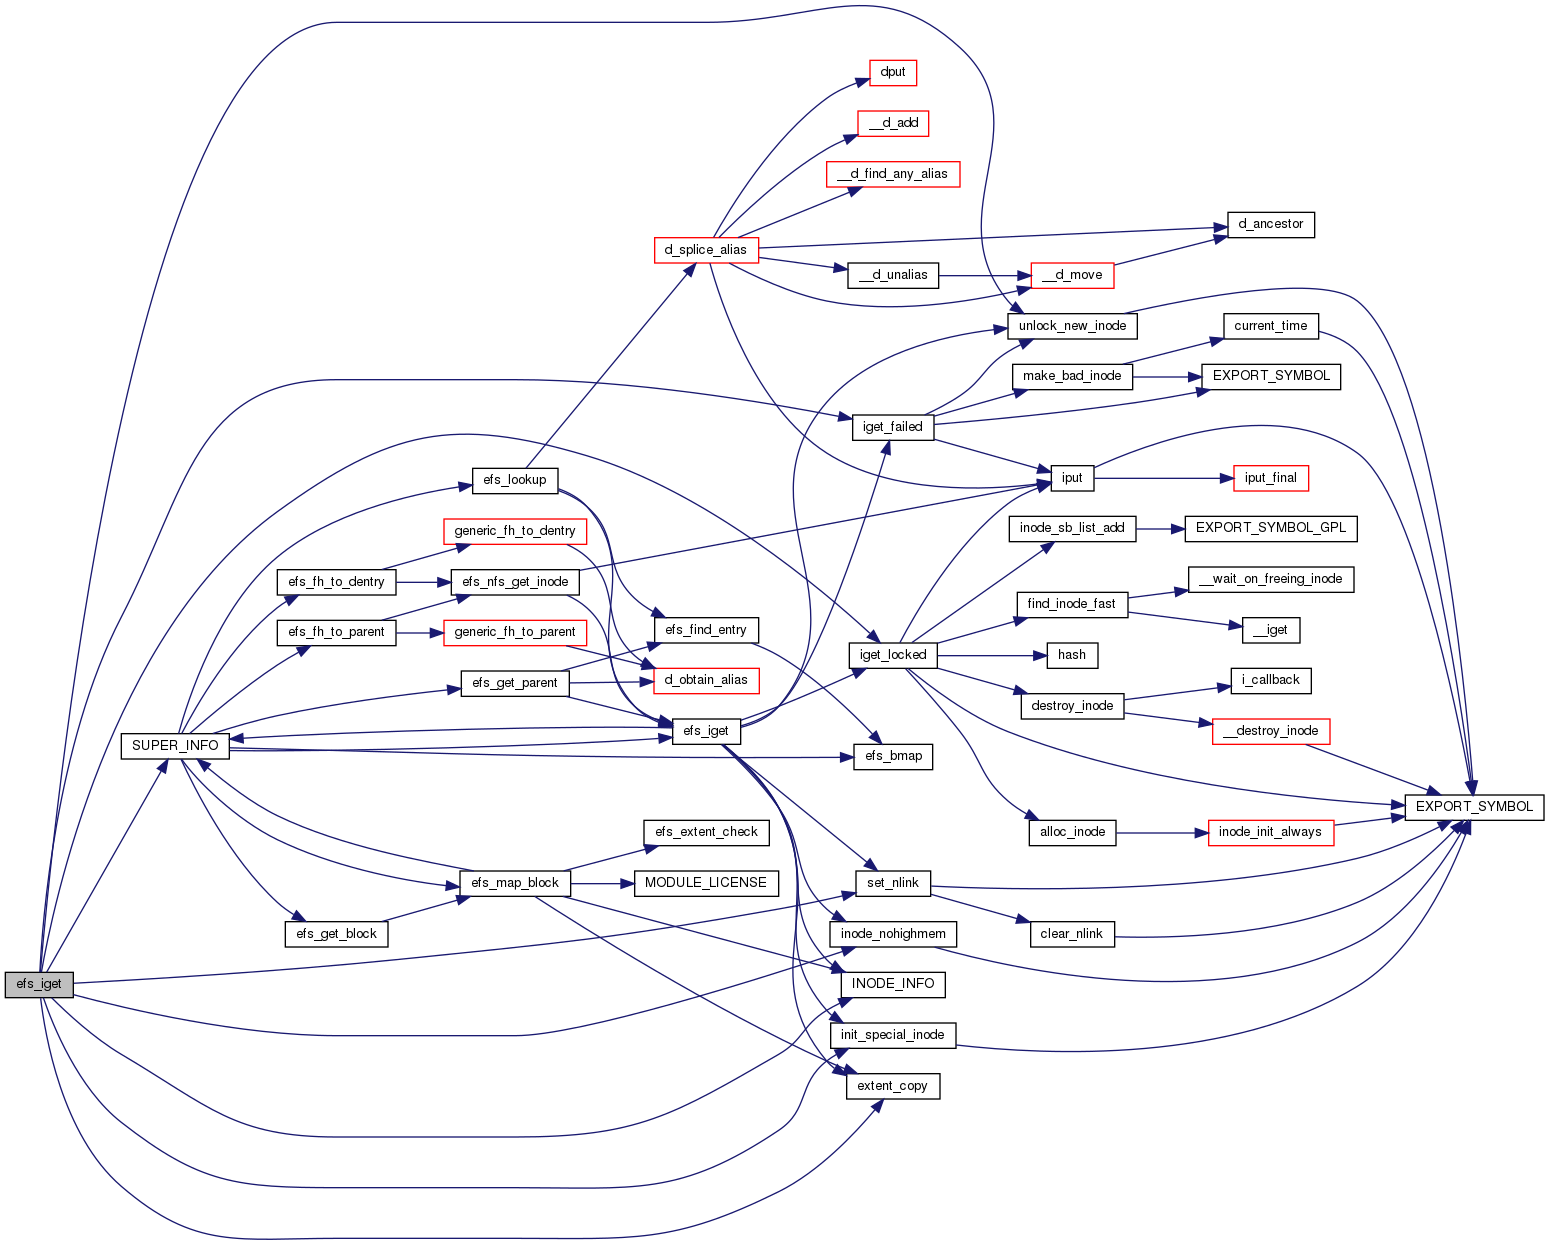 dput
__d_add
__d_find_any_alias
d_ancestor
d_splice_alias
__d_unalias
__d_move
unlock_new_inode
current_time
make_bad_inode
EXPORT_SYMBOL
iget_failed
efs_lookup
iput
iput_final
generic_fh_to_dentry
inode_sb_list_add
EXPORT_SYMBOL_GPL
efs_fh_to_dentry
efs_nfs_get_inode
__wait_on_freeing_inode
find_inode_fast
efs_fh_to_parent
generic_fh_to_parent
efs_find_entry
__iget
iget_locked
hash
efs_get_parent
d_obtain_alias
i_callback
destroy_inode
efs_iget
__destroy_inode
SUPER_INFO
efs_bmap
EXPORT_SYMBOL
efs_extent_check
alloc_inode
inode_init_always
efs_map_block
MODULE_LICENSE
set_nlink
efs_get_block
inode_nohighmem
clear_nlink
efs_iget
INODE_INFO
init_special_inode
extent_copy